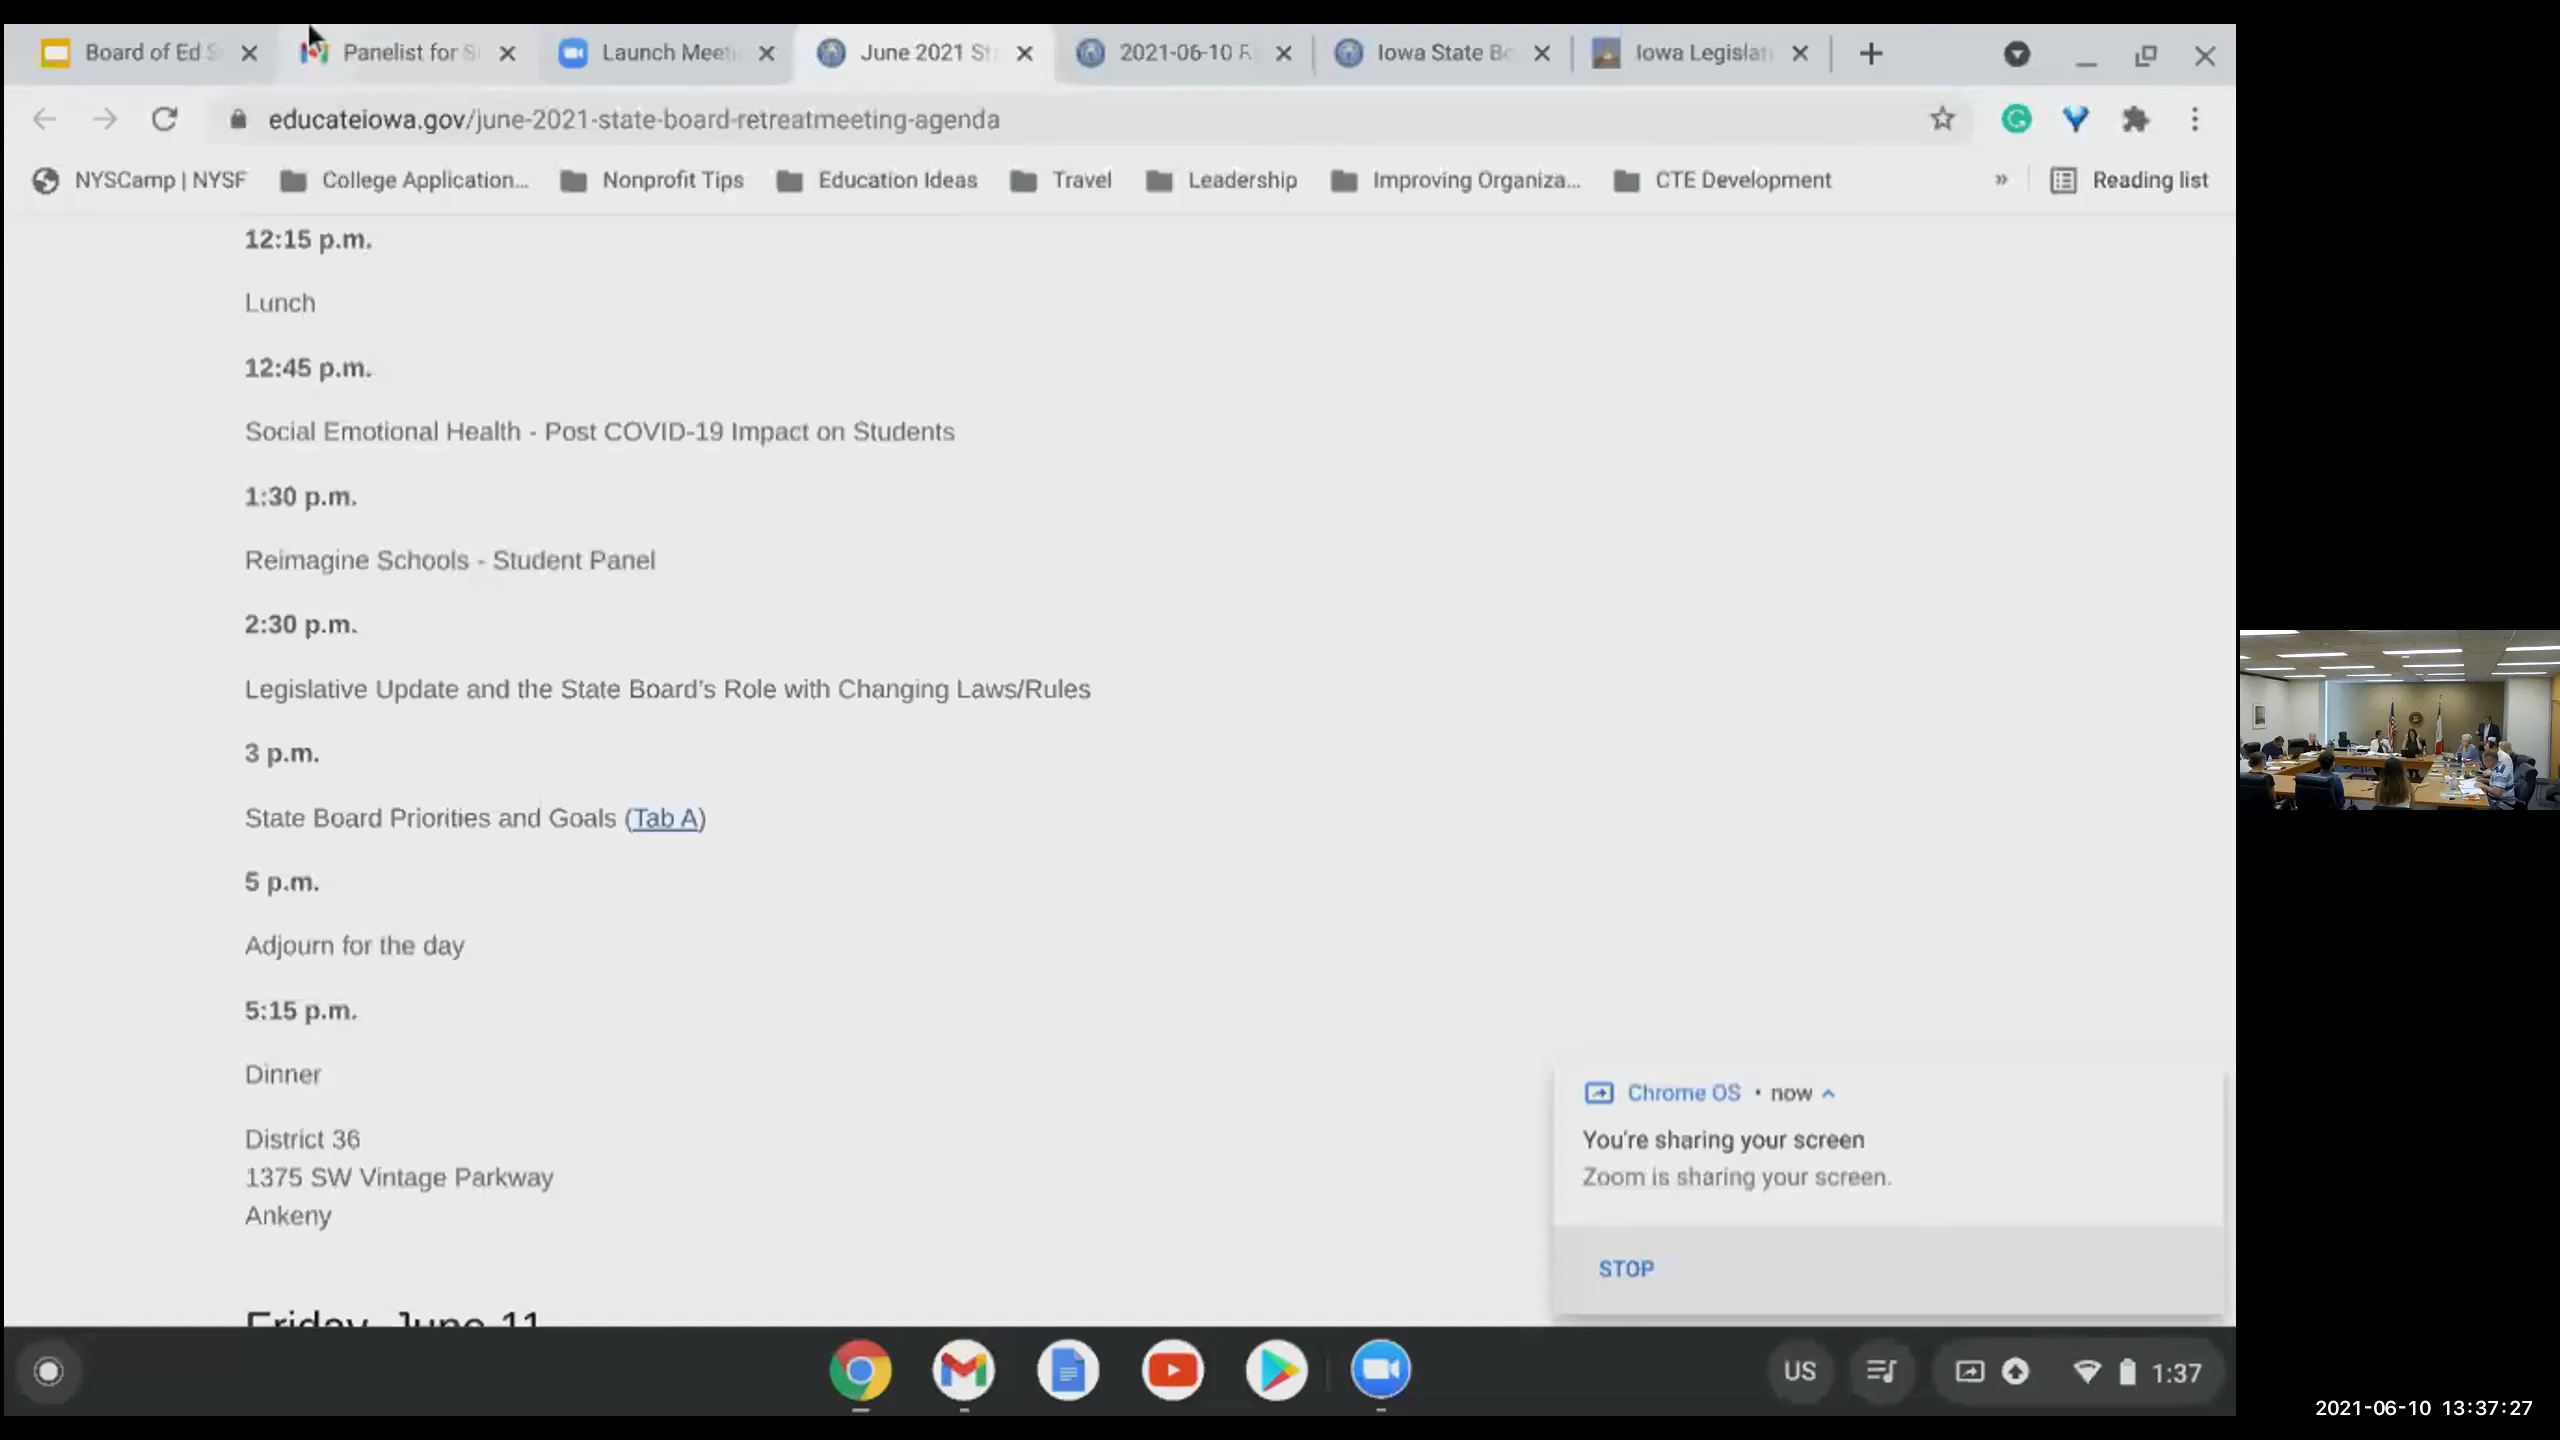 Board of Ed S
Panelist for S
Launch Meeti
June 2021 St
2021-06-10 R
Iowa State Bo
Iowa Legislat
educateiowa.gov/june-2021-state-board-retreatmeeting-agenda
NYSCamp | NYSF
College Application...
Nonprofit Tips
Education Ideas
Travel
Leadership
Improving Organiza...
CTE Development
»
Reading list
12:15 p.m.
Lunch
12:45 p.m.
Social Emotional Health - Post COVID-19 Impact on Students
1:30 p.m.
Reimagine Schools - Student Panel
2:30 p.m.
Legislative Update and the State Board's Role with Changing Laws/Rules
3 p.m.
State Board Priorities and Goals (Tab A)
5 p.m.
Adjourn for the day
5:15 p.m.
Dinner
District 36
1375 SW Vintage Parkway
Ankeny
Friday, June 11
Chrome OS • now
You're sharing your screen
Zoom is sharing your screen.
STOP
US
1:37
2021-06-10 13:37:27